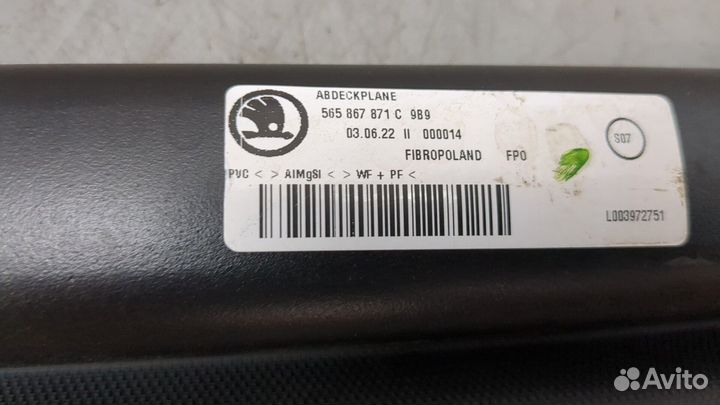 ABDECKPLANE
565 867 871 C 9B9
03.06.22 II 000014
FIBROPOLAND FPO
PVC < > AlMgSI < > WF + PF <
S07
L003972751
Avito